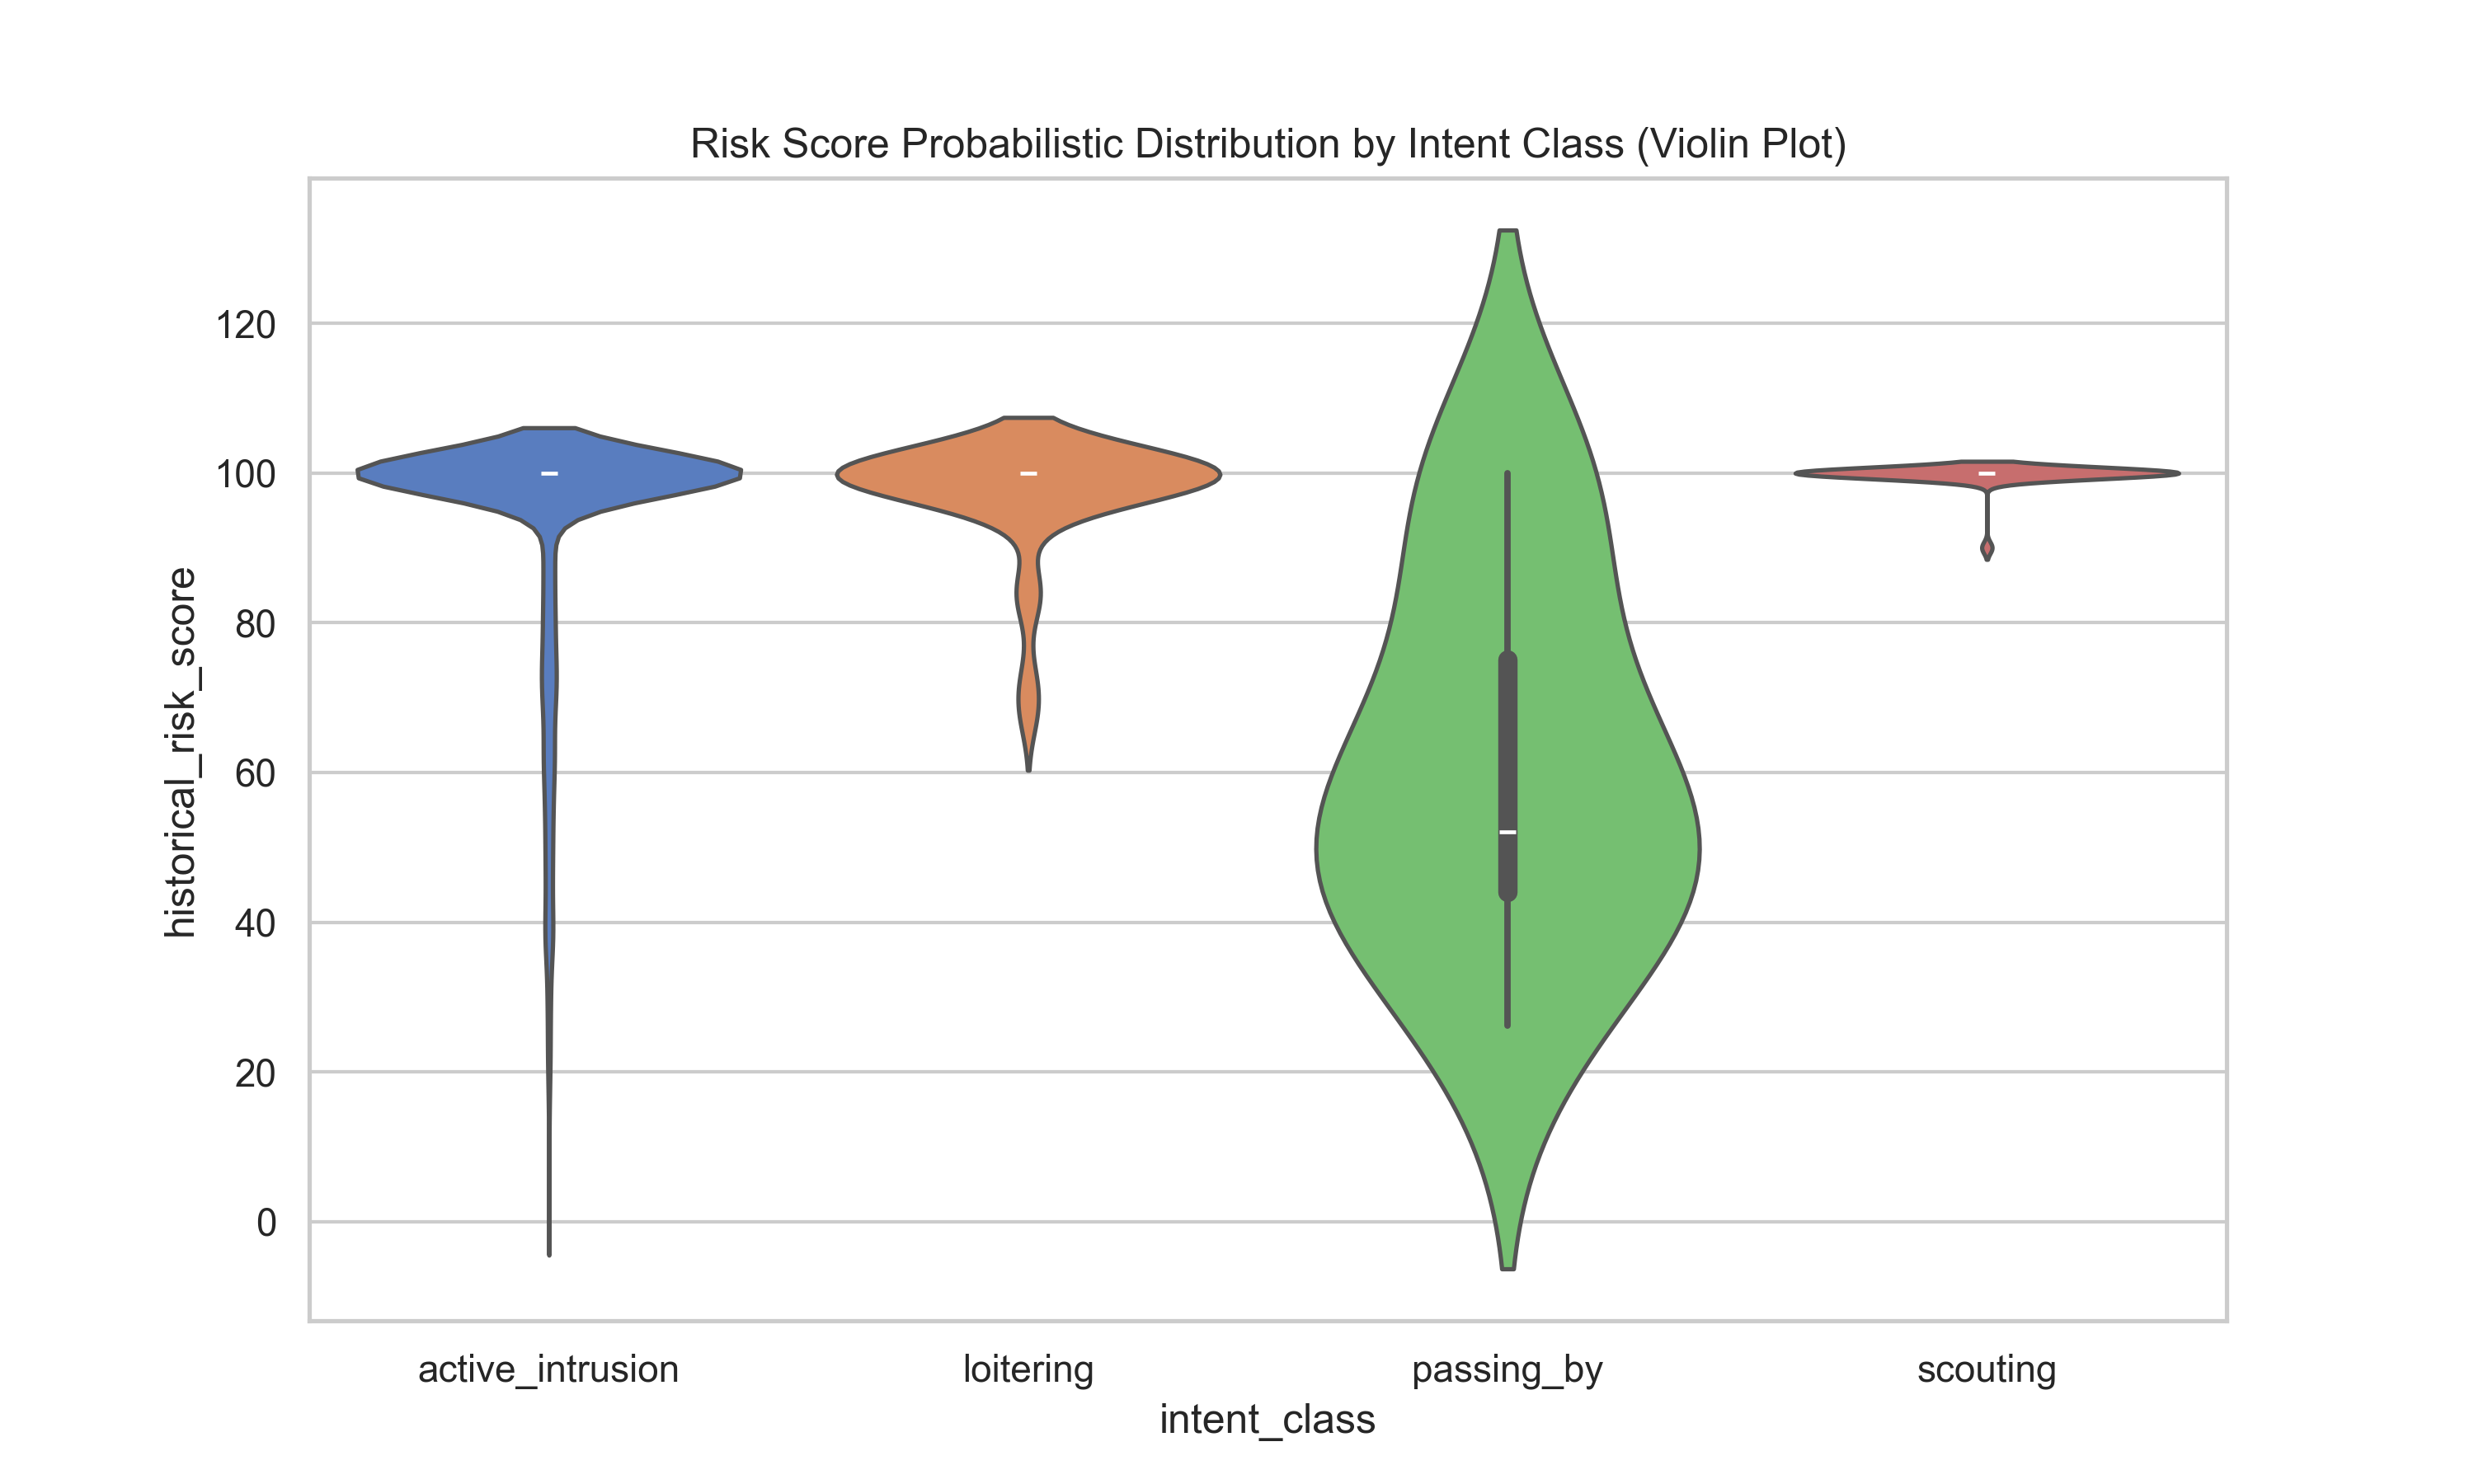 Risk Score Probabilistic Distribution by Intent Class (Violin Plot)
historical_risk_score
120
100
80
60
40
20
0
active_intrusion
loitering
passing_by
scouting
intent_class